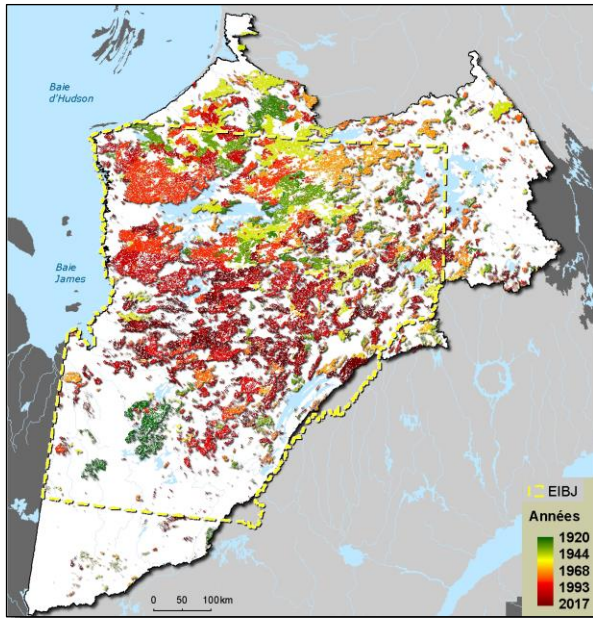 Baie
d'Hudson
Baie
James
EIBJ
Années
1920
1944
1968
1993
2017
0 50 100km